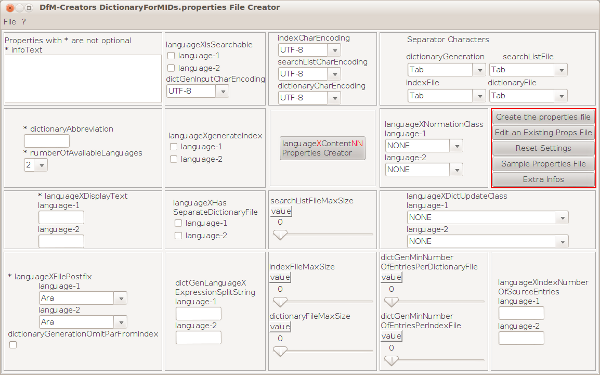 DfM-Creators DictionaryForMIDs.properties File Creator
File ?
Properties with * are not optional
* infoText
languageXIsSearchable
language-1
language-2
dictGenInputCharEncoding
UTF-8
indexCharEncoding
UTF-8
searchListCharEncoding
UTF-8
dictionaryCharEncoding
UTF-8
Separator Characters
dictionaryGeneration searchListFile
Tab Tab
indexFile dictionaryFile
Tab Tab
* dictionaryAbbreviation
* numberOfAvailableLanguages
2
languageXgenerateIndex
language-1
language-2
languageXContentNN
Properties Creator
languageXNormationClass
language-1
NONE
language-2
NONE
Create the properties file
Edit an Existing Props File
Reset Settings
Sample Properties File
Extra Infos
* languageXDisplayText
language-1
language-2
languageXHas
SeparateDictionaryFile
language-1
language-2
searchListFileMaxSize
value
0
languageXDictUpdateClass
language-1
NONE
language-2
NONE
* languageXFilePostfix
language-1
Ara
language-2
Ara
dictionaryGenerationOmitParFromIndex
dictGenLanguageX
ExpressionSplitString
language-1
language-2
indexFileMaxSize
value
0
dictionaryFileMaxSize
value
0
dictGenMinNumber
OfEntriesPerDictionaryFile
value
0
dictGenMinNumber
OfEntriesPerIndexFile
value
0
languageXIndexNumber
OfSourceEntries
language-1
language-2